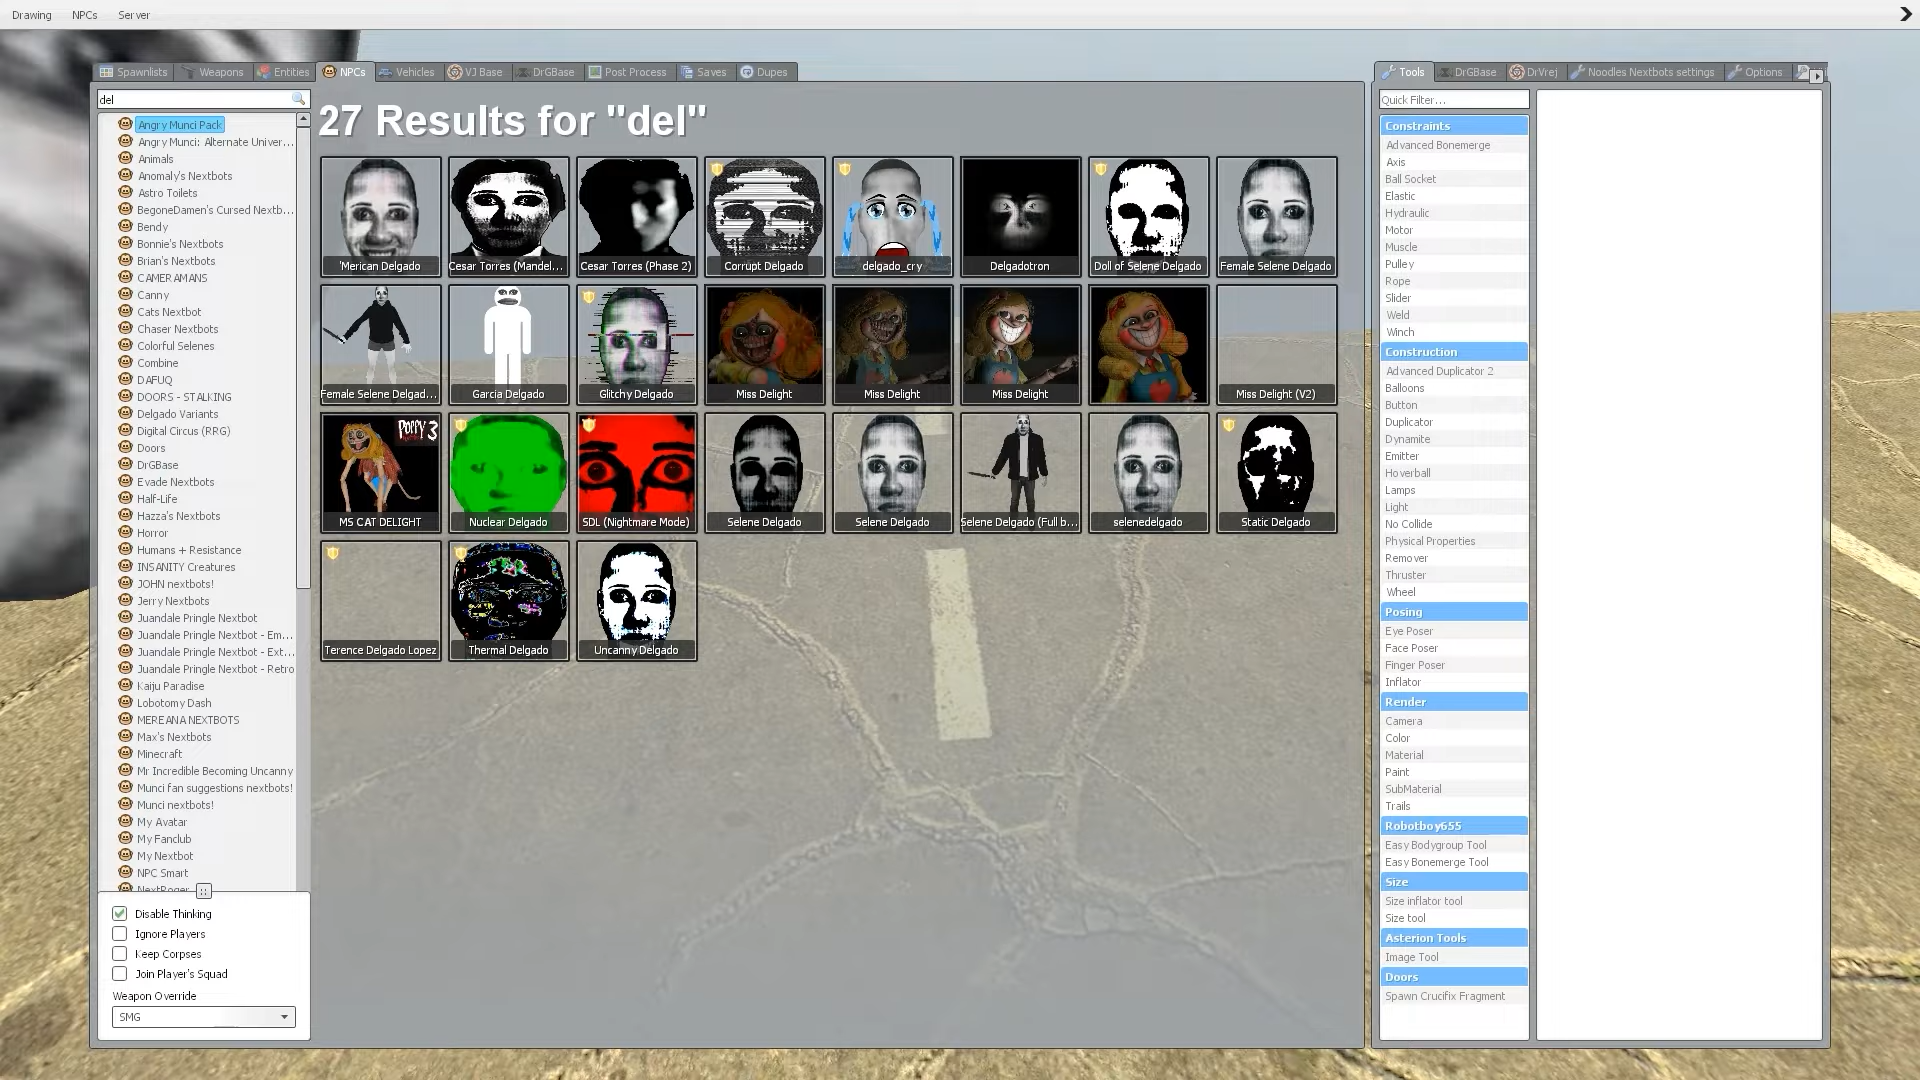 Drawing NPCs Server
Spawnlists Weapons Entities NPCs Vehicles VJ Base DrGBase Post Process Saves Dupes
Tools DrGBase DrVrej Noodles Nextbots settings Options
del
27 Results for "del"
Angry Munci Pack
Angry Munci: Alternate Univer...
Animals
Anomaly's Nextbots
Astro Toilets
BegoneDamen's Cursed Nextb...
Bendy
Bonnie's Nextbots
Brian's Nextbots
CAMERAMANS
Canny
Cats Nextbot
Chaser Nextbots
Colorful Selenes
Combine
DAFUQ
DOORS - STALKING
Delgado Variants
Digital Circus (RRG)
Doors
DrGBase
Evade Nextbots
Half-Life
Hazza's Nextbots
Horror
Humans + Resistance
INSANITY Creatures
JOHN nextbots!
Jerry Nextbots
Juandale Pringle Nextbot
Juandale Pringle Nextbot - Em...
Juandale Pringle Nextbot - Ext...
Juandale Pringle Nextbot - Retro
Kaiju Paradise
Lobotomy Dash
MEREANA NEXTBOTS
Max's Nextbots
Minecraft
Mr Incredible Becoming Uncanny
Munci fan suggestions nextbots!
Munci nextbots!
My Avatar
My Fanclub
My Nextbot
NPC Smart
Disable Thinking
Ignore Players
Keep Corpses
Join Player's Squad
Weapon Override
SMG
'Merican Delgado
Cesar Torres (Mandel...
Cesar Torres (Phase 2)
Corrupt Delgado
delgado_cry
Delgadotron
Doll of Selene Delgado
Female Selene Delgado
Female Selene Delgad...
Garcia Delgado
Glitchy Delgado
Miss Delight
Miss Delight
Miss Delight
Miss Delight (V2)
POPPY 3
MS CAT DELIGHT
Nuclear Delgado
SDL (Nightmare Mode)
Selene Delgado
Selene Delgado
Selene Delgado (Full b...
selenedelgado
Static Delgado
Terence Delgado Lopez
Thermal Delgado
Uncanny Delgado
Quick Filter...
Constraints
Advanced Bonemerge
Axis
Ball Socket
Elastic
Hydraulic
Motor
Muscle
Pulley
Rope
Slider
Weld
Winch
Construction
Advanced Duplicator 2
Balloons
Button
Duplicator
Dynamite
Emitter
Hoverball
Lamps
Light
No Collide
Physical Properties
Remover
Thruster
Wheel
Posing
Eye Poser
Face Poser
Finger Poser
Inflator
Render
Camera
Color
Material
Paint
SubMaterial
Trails
Robotboy655
Easy Bodygroup Tool
Easy Bonemerge Tool
Size
Size inflator tool
Size tool
Asterion Tools
Image Tool
Doors
Spawn Crucifix Fragment